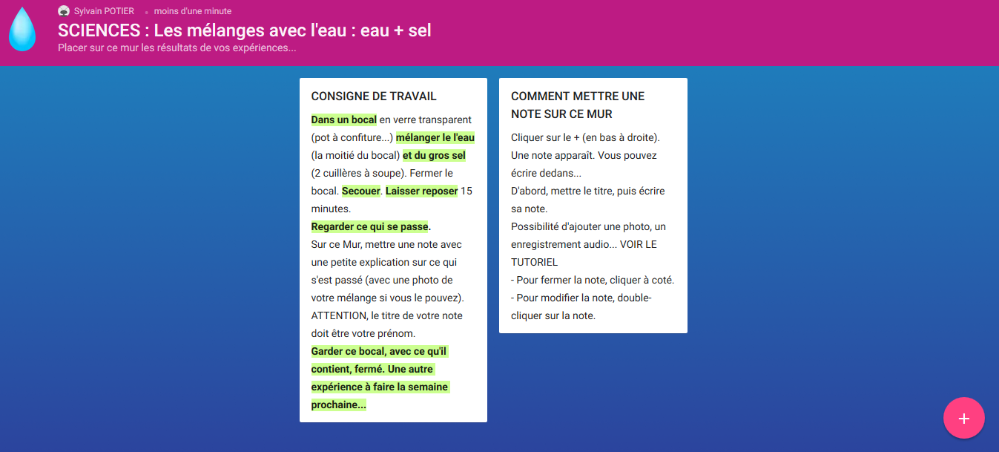 Sylvain POTIER • moins d'une minute
SCIENCES : Les mélanges avec l'eau : eau + sel
Placer sur ce mur les résultats de vos expériences...
CONSIGNE DE TRAVAIL
Dans un bocal en verre transparent
(pot à confiture...) mélanger le l'eau
(la moitié du bocal) et du gros sel
(2 cuillères à soupe). Fermer le
bocal. Secouer. Laisser reposer 15
minutes.
Regarder ce qui se passe.
Sur ce Mur, mettre une note avec
une petite explication sur ce qui
s'est passé (avec une photo de
votre mélange si vous le pouvez).
ATTENTION, le titre de votre note
doit être votre prénom.
Garder ce bocal, avec ce qu'il
contient, fermé. Une autre
expérience à faire la semaine
prochaine...
COMMENT METTRE UNE
NOTE SUR CE MUR
Cliquer sur le + (en bas à droite).
Une note apparaît. Vous pouvez
écrire dedans...
D'abord, mettre le titre, puis écrire
sa note.
Possibilité d'ajouter une photo, un
enregistrement audio... VOIR LE
TUTORIEL
- Pour fermer la note, cliquer à coté.
- Pour modifier la note, double-
cliquer sur la note.
+